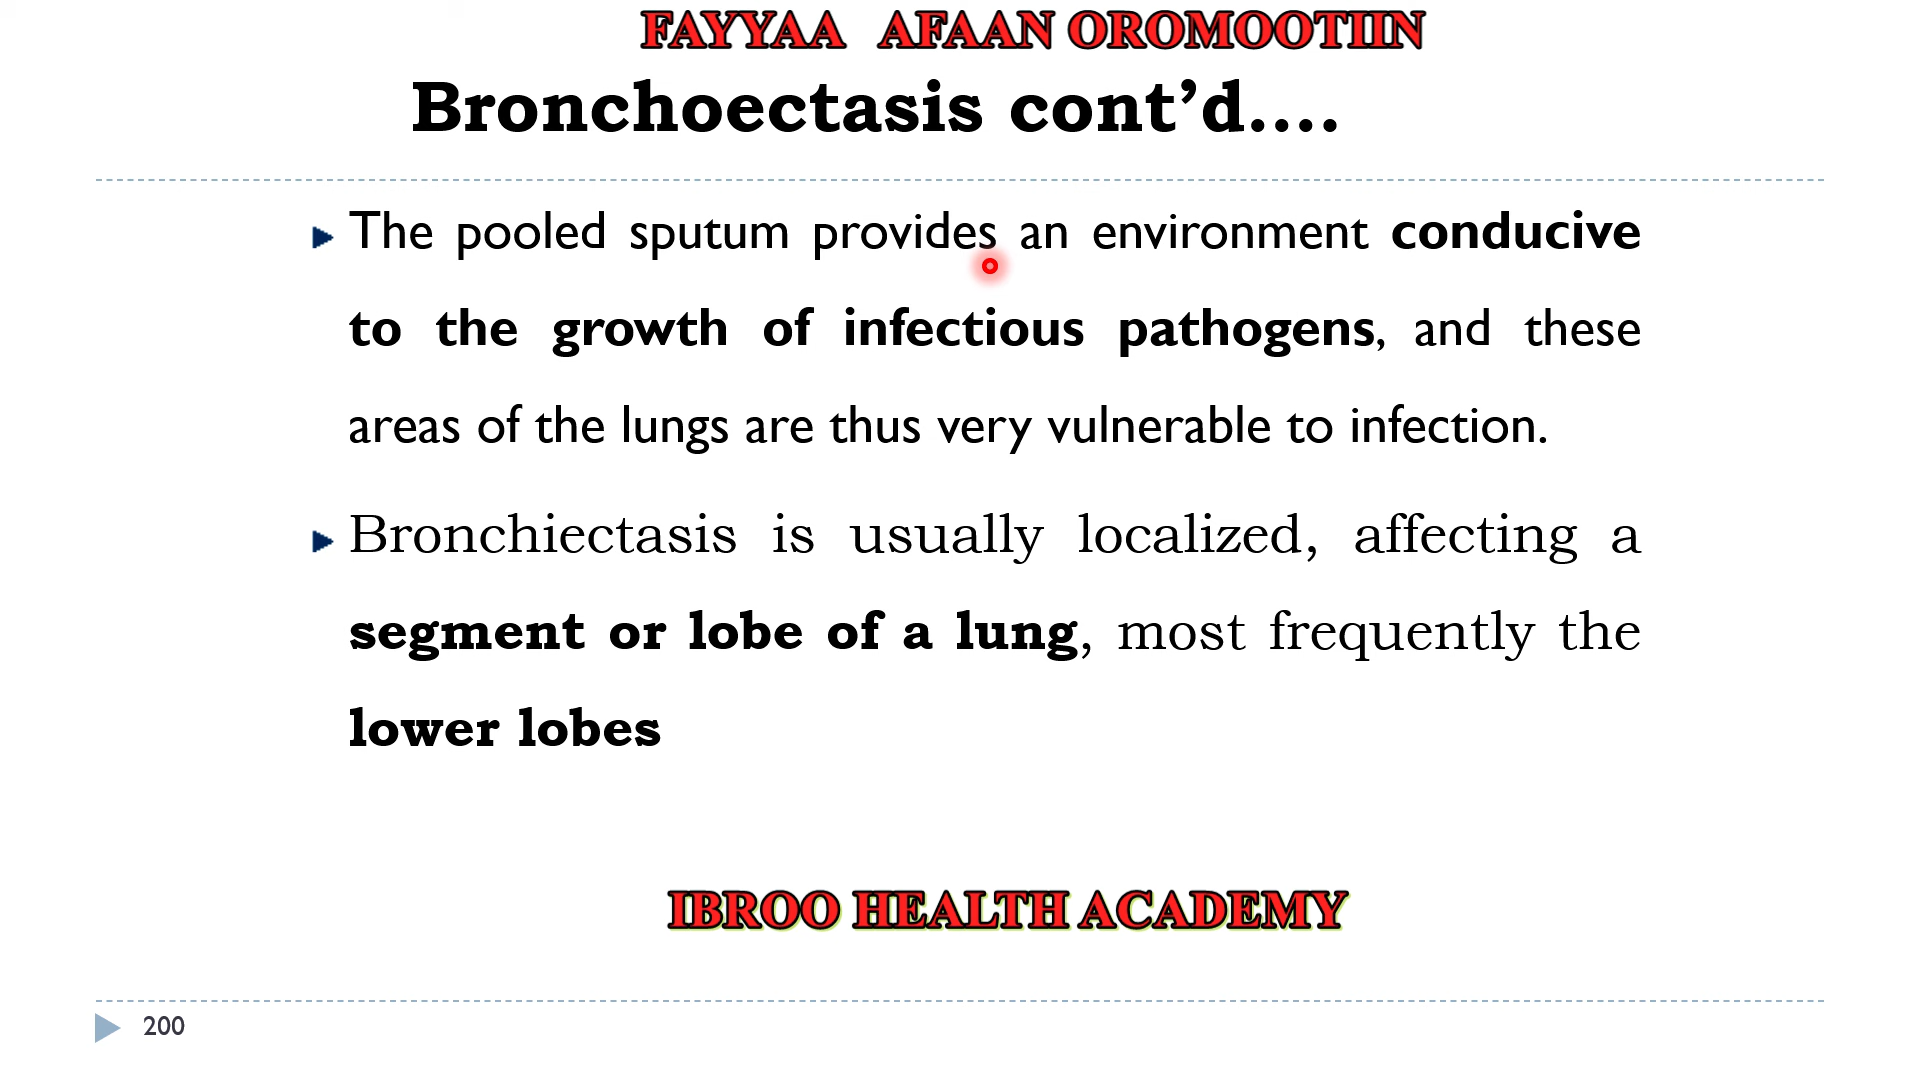 FAYYAA AFAAN OROMOOTIIN
Bronchoectasis cont’d....
The pooled sputum provides an environment conducive
to the growth of infectious pathogens, and these
areas of the lungs are thus very vulnerable to infection.
Bronchiectasis is usually localized, affecting a
segment or lobe of a lung, most frequently the
lower lobes
IBROO HEALTH ACADEMY
200